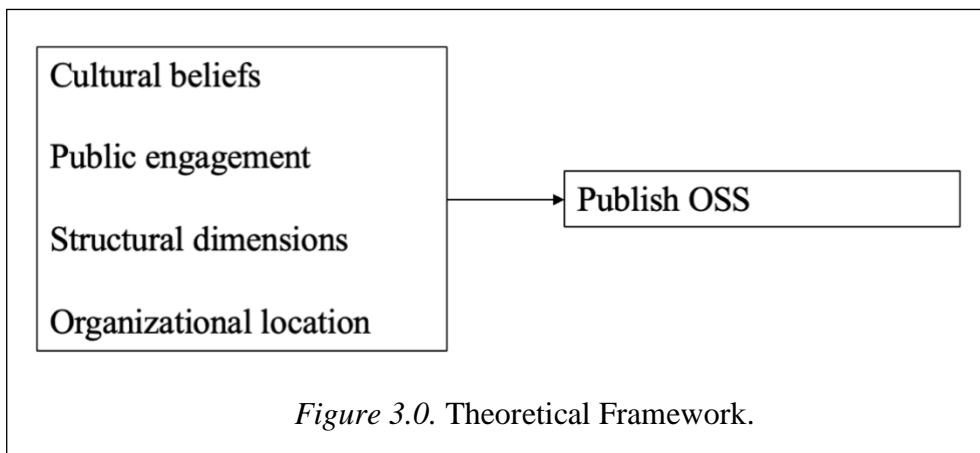 Cultural beliefs
Public engagement
Structural dimensions
Organizational location
Publish OSS
Figure 3.0. Theoretical Framework.